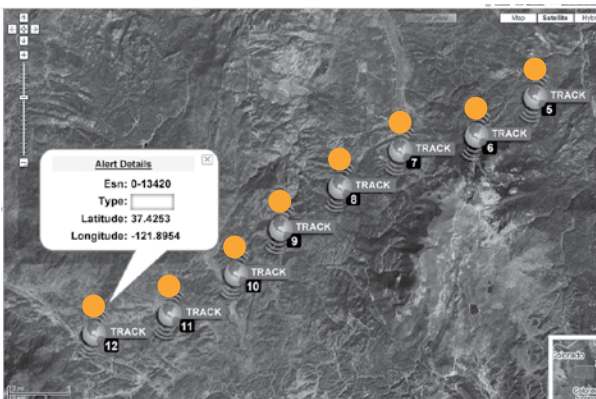 Map
Satellite
TRACK
5
TRACK
6
TRACK
7
TRACK
8
Alert Details
Esn: 0-13420
Type:
Latitude: 37.4253
Longitude: -121.8954
TRACK
9
TRACK
10
TRACK
11
TRACK
12
Colorado